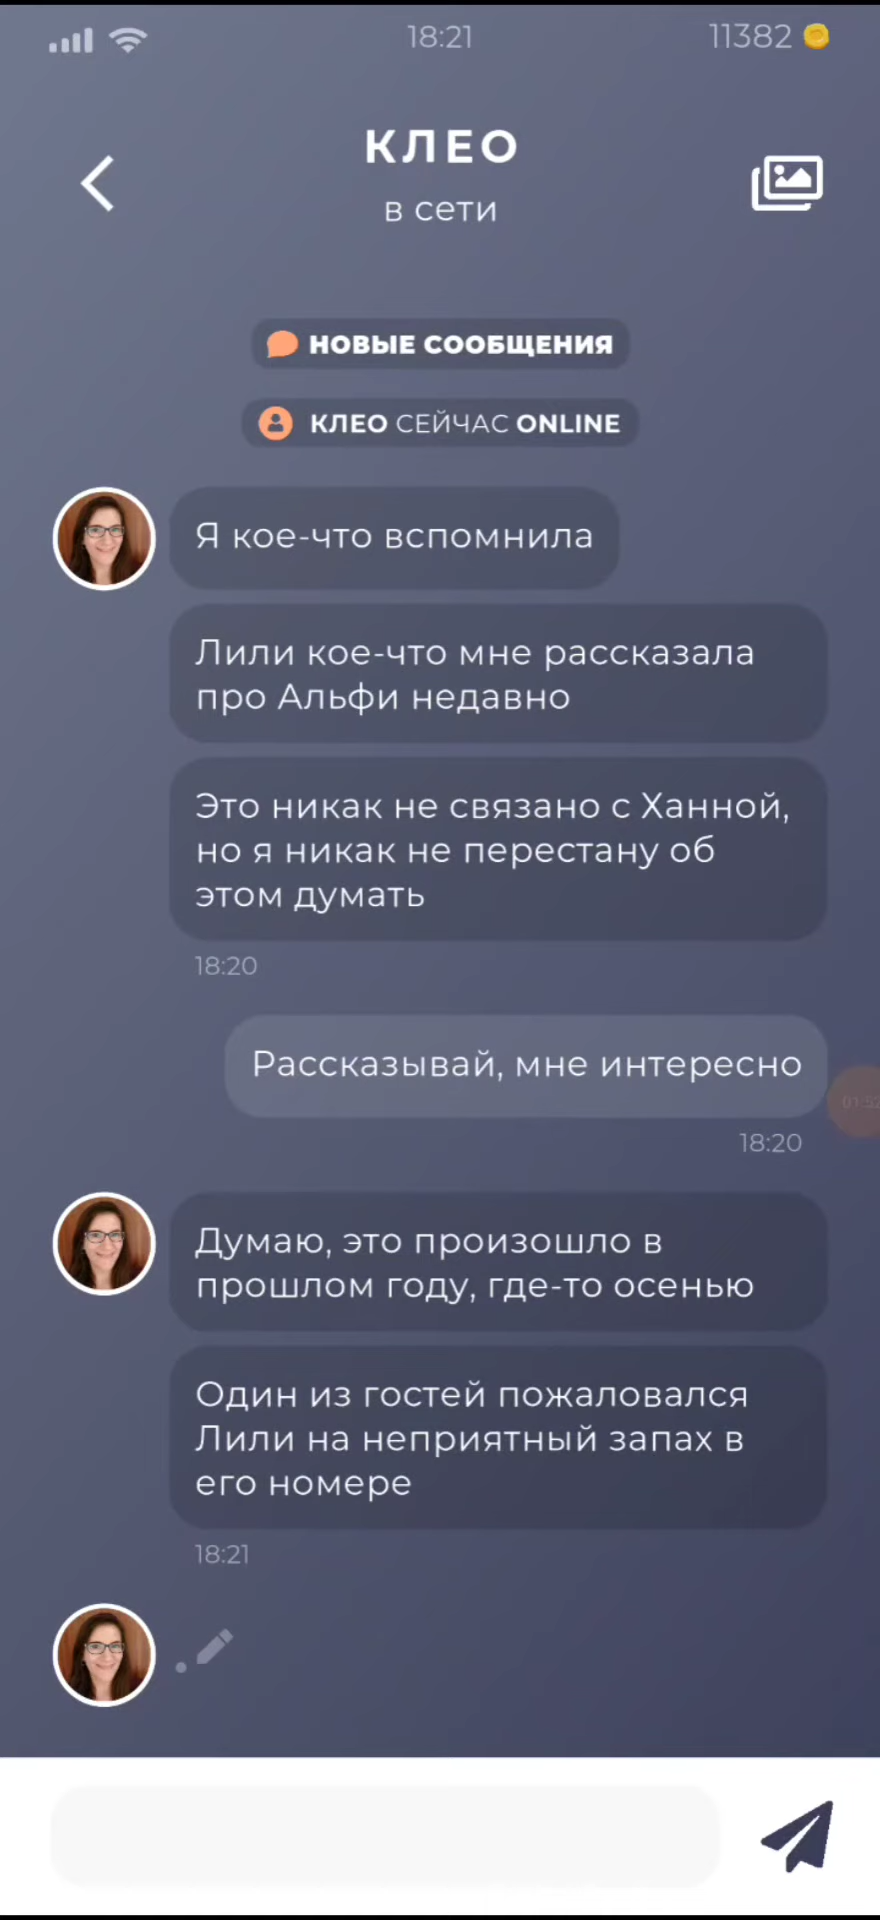 18:21
11382
КЛЕО
в сети
НОВЫЕ СООБЩЕНИЯ
КЛЕО СЕЙЧАС ONLINE
Я кое-что вспомнила
Лили кое-что мне рассказала
про Альфи недавно
Это никак не связано с Ханной,
но я никак не перестану об
этом думать
18:20
Рассказывай, мне интересно
01:52
18:20
Думаю, это произошло в
прошлом году, где-то осенью
Один из гостей пожаловался
Лили на неприятный запах в
его номере
18:21